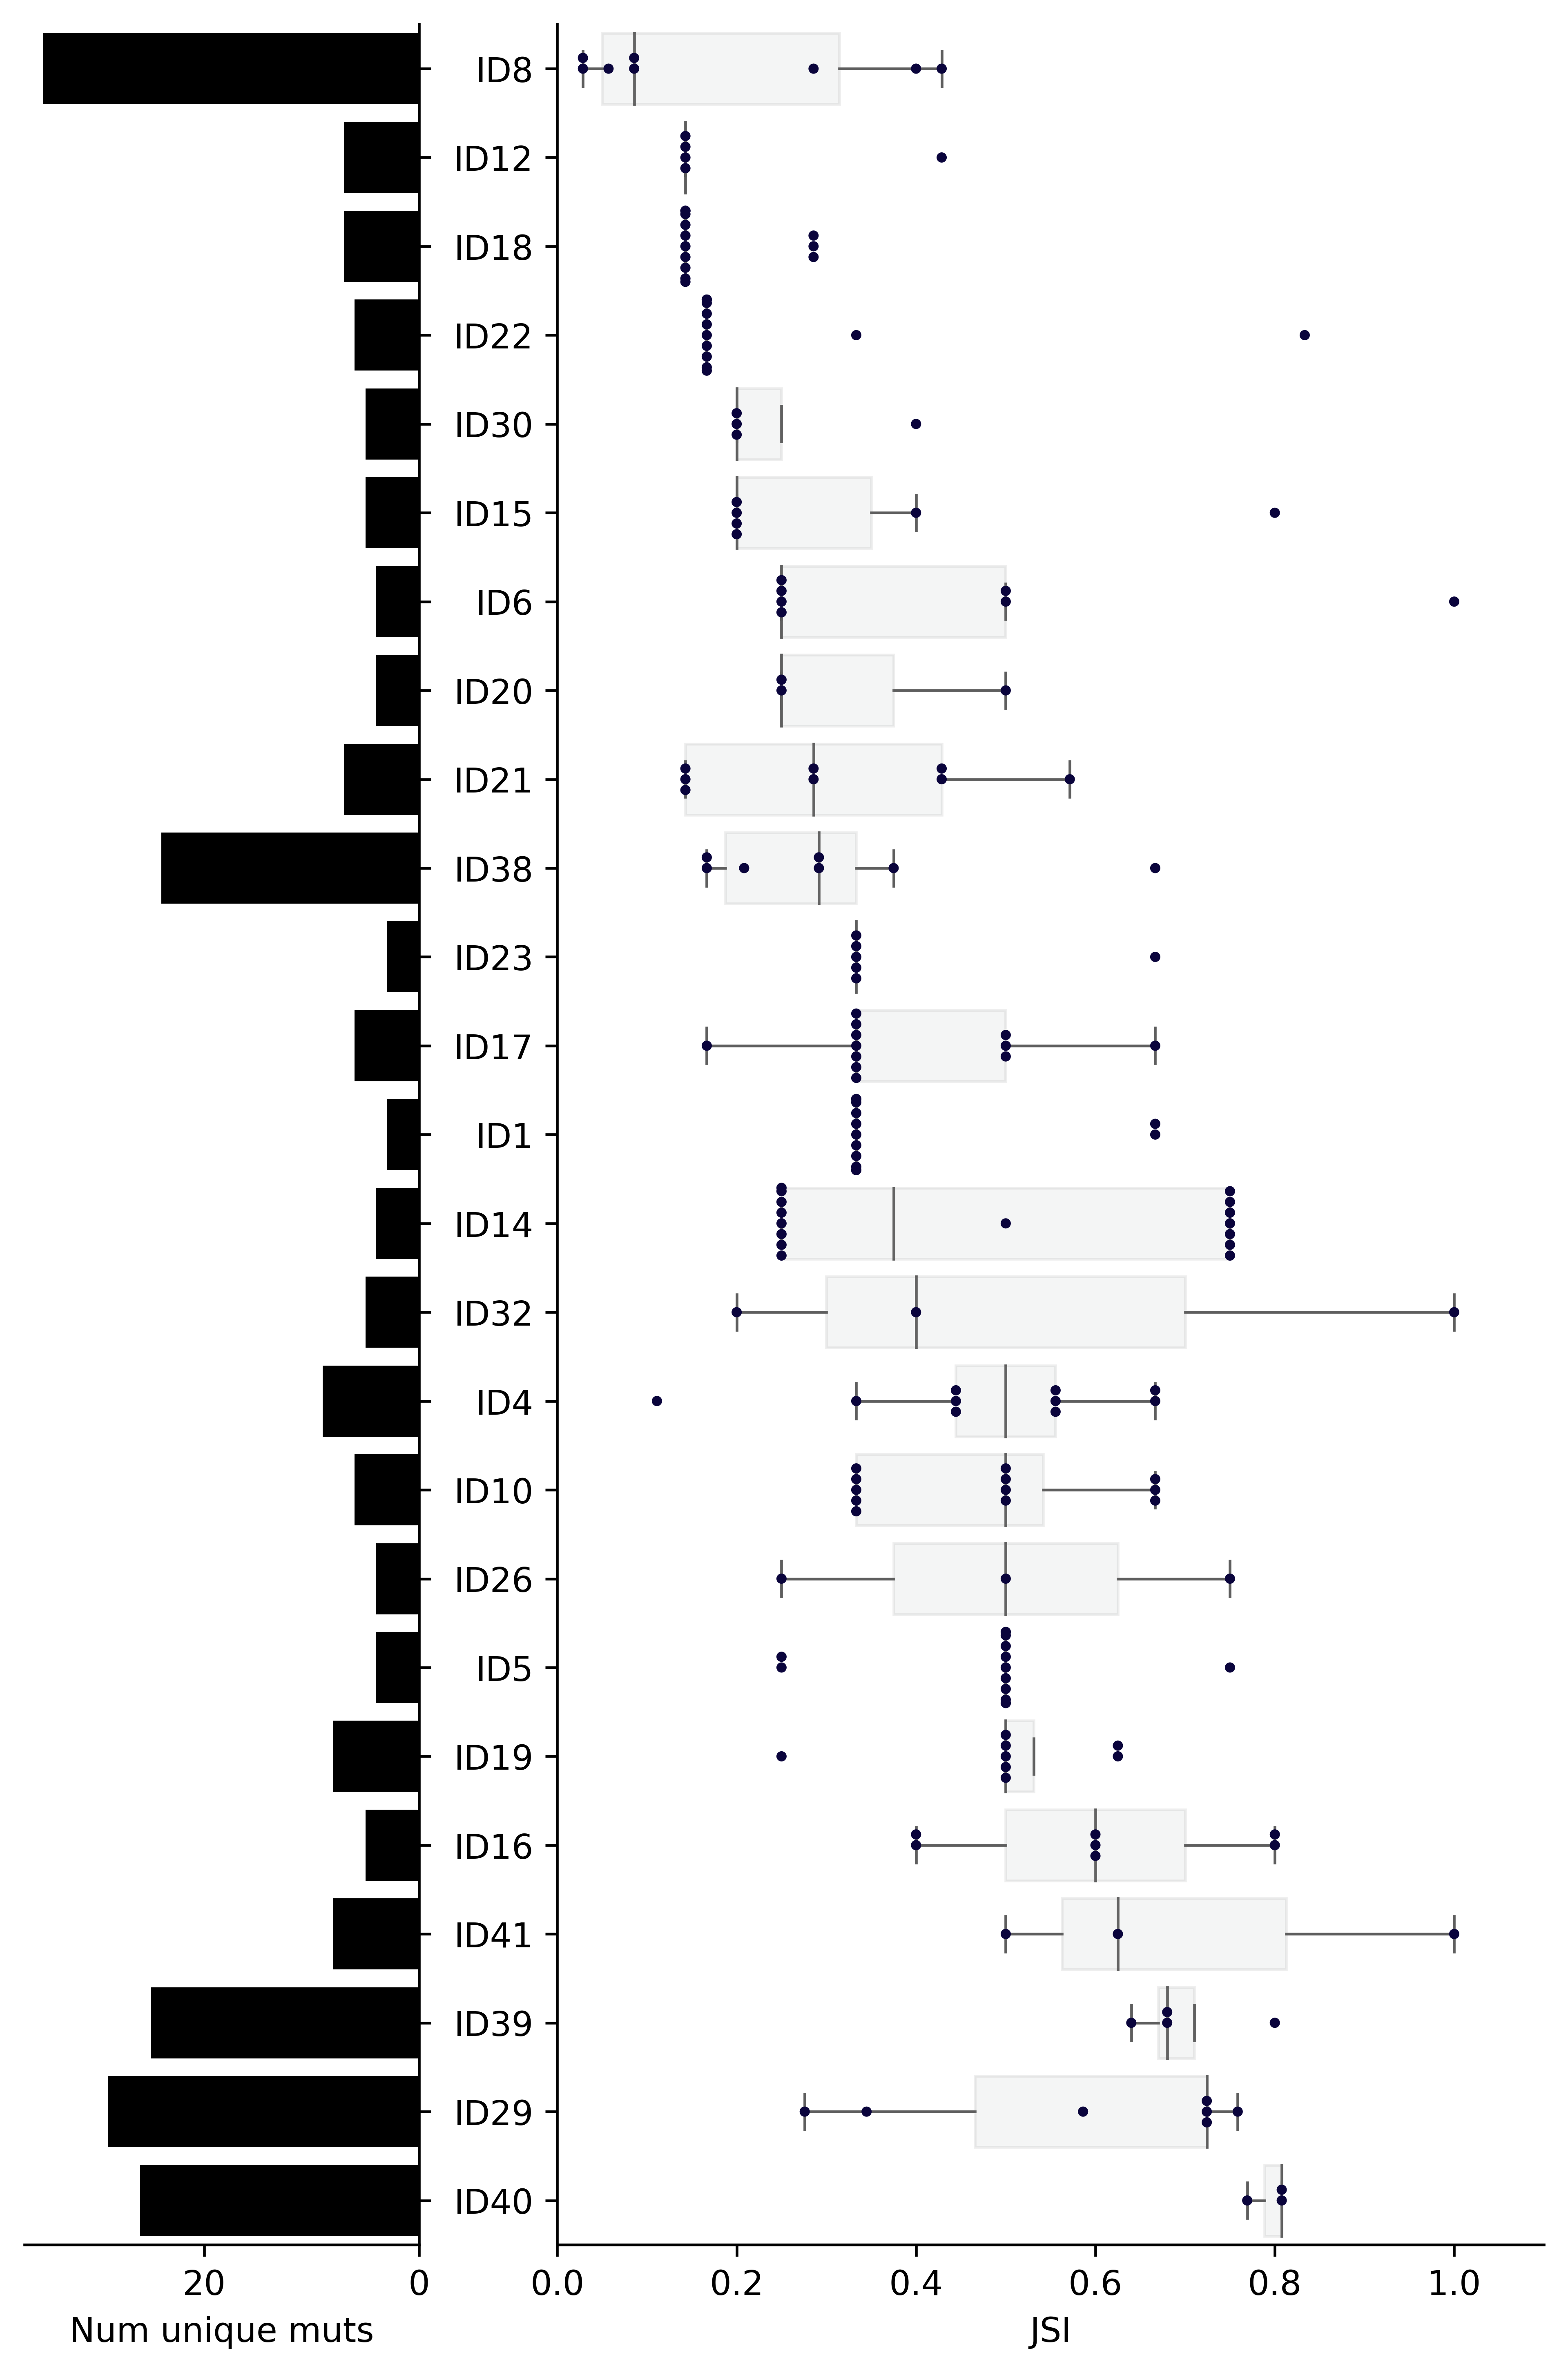 ID8
ID12
ID18
ID22
ID30
ID15
ID6
ID20
ID21
ID38
ID23
ID17
ID1
ID14
ID32
ID4
ID10
ID26
ID5
ID19
ID16
ID41
ID39
ID29
ID40
20 0 0.0 0.2 0.4 0.6 0.8 1.0
Num unique muts JSI